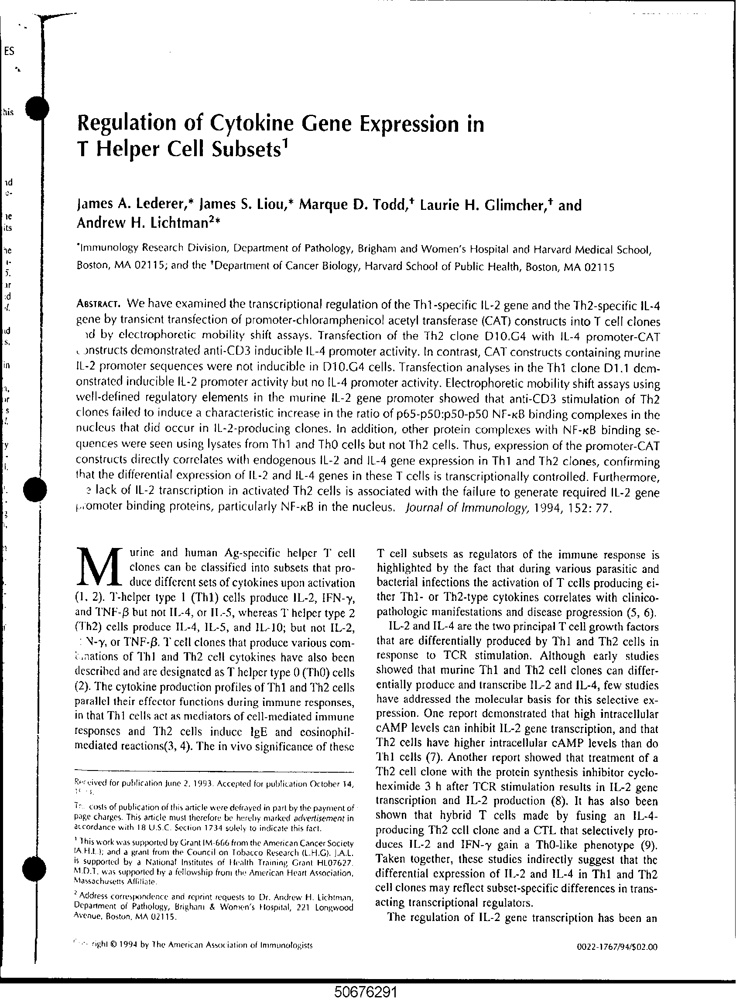 ES
his
Regulation of Cytokine Gene Expression in
T Helper Cell Subsets¹
James A. Lederer,* James S. Liou,* Marque D. Todd,† Laurie H. Glimcher,† and
Andrew H. Lichtman²*
*Immunology Research Division, Department of Pathology, Brigham and Women's Hospital and Harvard Medical School,
Boston, MA 02115; and the †Department of Cancer Biology, Harvard School of Public Health, Boston, MA 02115
ABSTRACT. We have examined the transcriptional regulation of the Th1-specific IL-2 gene and the Th2-specific IL-4
gene by transient transfection of promoter-chloramphenicol acetyl transferase (CAT) constructs into T cell clones
nd by electrophoretic mobility shift assays. Transfection of the Th2 clone D10.G4 with IL-4 promoter-CAT
onstructs demonstrated anti-CD3 inducible IL-4 promoter activity. In contrast, CAT constructs containing murine
IL-2 promoter sequences were not inducible in D10.G4 cells. Transfection analyses in the Th1 clone D1.1 dem-
onstrated inducible IL-2 promoter activity but no IL-4 promoter activity. Electrophoretic mobility shift assays using
well-defined regulatory elements in the murine IL-2 gene promoter showed that anti-CD3 stimulation of Th2
clones failed to induce a characteristic increase in the ratio of p65-p50:p50-p50 NF-κB binding complexes in the
nucleus that did occur in IL-2-producing clones. In addition, other protein complexes with NF-κB binding se-
quences were seen using lysates from Th1 and Th0 cells but not Th2 cells. Thus, expression of the promoter-CAT
constructs directly correlates with endogenous IL-2 and IL-4 gene expression in Th1 and Th2 clones, confirming
that the differential expression of IL-2 and IL-4 genes in these T cells is transcriptionally controlled. Furthermore,
e lack of IL-2 transcription in activated Th2 cells is associated with the failure to generate required IL-2 gene
promoter binding proteins, particularly NF-κB in the nucleus. Journal of Immunology, 1994, 152: 77.
Murine and human Ag-specific helper T cell
clones can be classified into subsets that pro-
duce different sets of cytokines upon activation
(1, 2). T-helper type 1 (Th1) cells produce IL-2, IFN-γ,
and TNF-β but not IL-4, or IL-5, whereas T helper type 2
(Th2) cells produce IL-4, IL-5, and IL-10; but not IL-2,
N-γ, or TNF-β. T cell clones that produce various com-
binations of Th1 and Th2 cell cytokines have also been
described and are designated as T helper type 0 (Th0) cells
(2). The cytokine production profiles of Th1 and Th2 cells
parallel their effector functions during immune responses,
in that Th1 cells act as mediators of cell-mediated immune
responses and Th2 cells induce IgE and eosinophil-
mediated reactions(3, 4). The in vivo significance of these
Received for publication June 2, 1993. Accepted for publication October 14,
The costs of publication of this article were defrayed in part by the payment of
page charges. This article must therefore be hereby marked advertisement in
accordance with 18 U.S.C. Section 1734 solely to indicate this fact.
¹ This work was supported by Grant IM-666 from the American Cancer Society
(A.H.L.); and a grant from the Council on Tobacco Research (L.H.G). J.A.L.
is supported by a National Institutes of Health Training Grant HL07627.
M.D.T. was supported by a fellowship from the American Heart Association,
Massachusetts Affiliate.
² Address correspondence and reprint requests to Dr. Andrew H. Lichtman,
Department of Pathology, Brigham & Women's Hospital, 221 Longwood
Avenue, Boston, MA 02115.
T cell subsets as regulators of the immune response is
highlighted by the fact that during various parasitic and
bacterial infections the activation of T cells producing ei-
ther Th1- or Th2-type cytokines correlates with clinico-
pathologic manifestations and disease progression (5, 6).
IL-2 and IL-4 are the two principal T cell growth factors
that are differentially produced by Th1 and Th2 cells in
response to TCR stimulation. Although early studies
showed that murine Th1 and Th2 cell clones can differ-
entially produce and transcribe IL-2 and IL-4, few studies
have addressed the molecular basis for this selective ex-
pression. One report demonstrated that high intracellular
cAMP levels can inhibit IL-2 gene transcription, and that
Th2 cells have higher intracellular cAMP levels than do
Th1 cells (7). Another report showed that treatment of a
Th2 cell clone with the protein synthesis inhibitor cyclo-
heximide 3 h after TCR stimulation results in IL-2 gene
transcription and IL-2 production (8). It has also been
shown that hybrid T cells made by fusing an IL-4-
producing Th2 cell clone and a CTL that selectively pro-
duces IL-2 and IFN-γ gain a Th0-like phenotype (9).
Taken together, these studies indirectly suggest that the
differential expression of IL-2 and IL-4 in Th1 and Th2
cell clones may reflect subset-specific differences in trans-
acting transcriptional regulators.
The regulation of IL-2 gene transcription has been an
right © 1994 by The American Association of Immunologists
0022-1767/94/$02.00
50676291